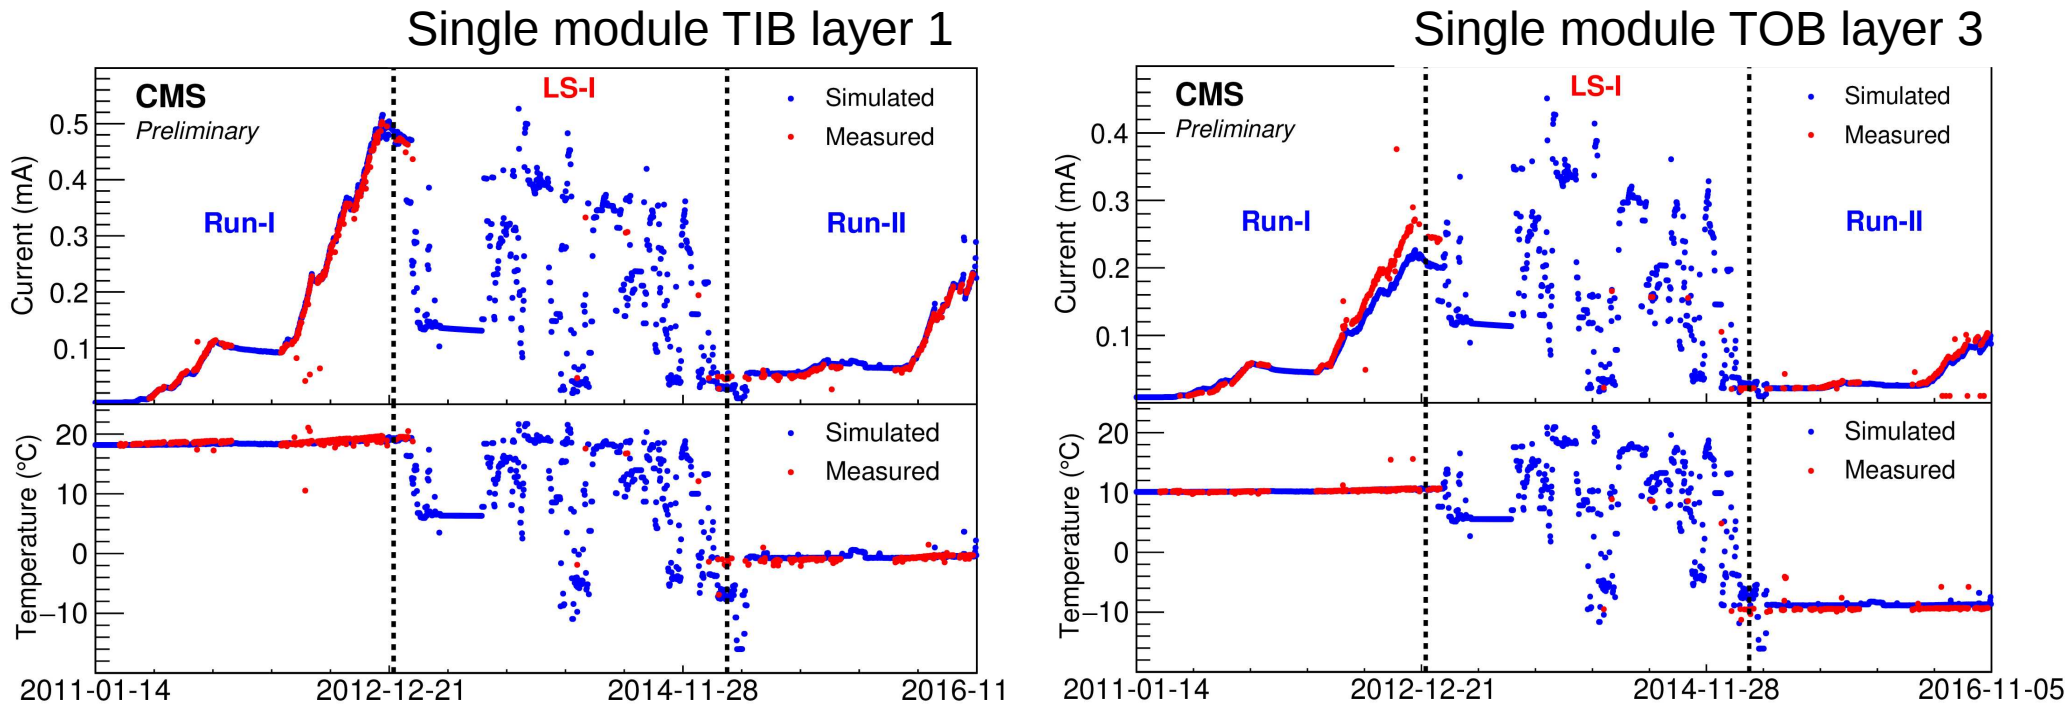 Single module TIB layer 1
CMS
Preliminary
LS-I
Simulated
Measured
Run-I
Run-II
Current (mA)
0.5
0.4
0.3
0.2
0.1
Simulated
Measured
Temperature (°C)
20
10
0
−10
2011-01-14
2012-12-21
2014-11-28
2016-11
Single module TOB layer 3
CMS
Preliminary
LS-I
Simulated
Measured
Run-I
Run-II
Current (mA)
0.4
0.3
0.2
0.1
Simulated
Measured
Temperature (°C)
20
10
0
−10
2011-01-14
2012-12-21
2014-11-28
2016-11-05